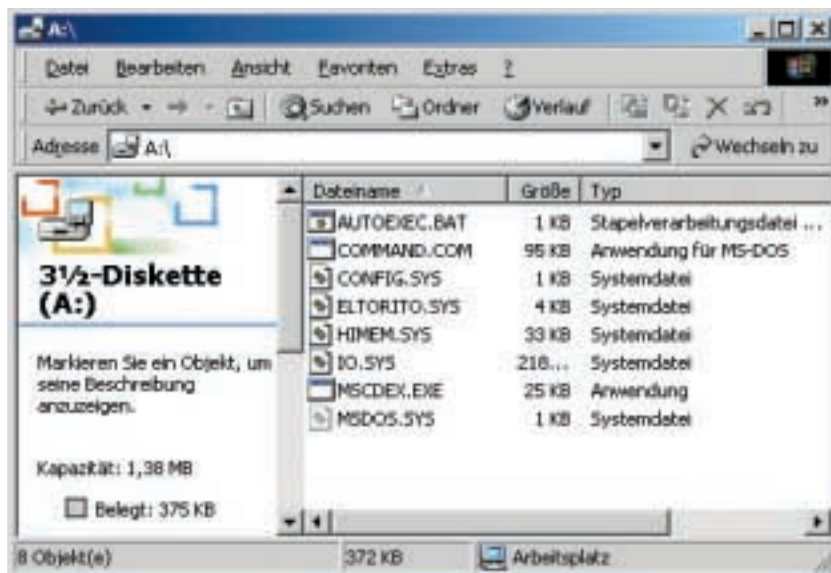 A:\
Datei Bearbeiten Ansicht Favoriten Extras ?
Zurück Suchen Ordner Verlauf »
Adresse A:\ Wechseln zu
3½-Diskette
(A:)
Markieren Sie ein Objekt, um
seine Beschreibung
anzuzeigen.
Kapazität: 1,38 MB
Belegt: 375 KB
Dateiname Größe Typ
AUTOEXEC.BAT 1 KB Stapelverarbeitungsdatei ...
COMMAND.COM 95 KB Anwendung für MS-DOS
CONFIG.SYS 1 KB Systemdatei
ELTORITO.SYS 4 KB Systemdatei
HIMEM.SYS 33 KB Systemdatei
IO.SYS 218... Systemdatei
MSCDEX.EXE 25 KB Anwendung
MSDOS.SYS 1 KB Systemdatei
8 Objekt(e) 372 KB Arbeitsplatz